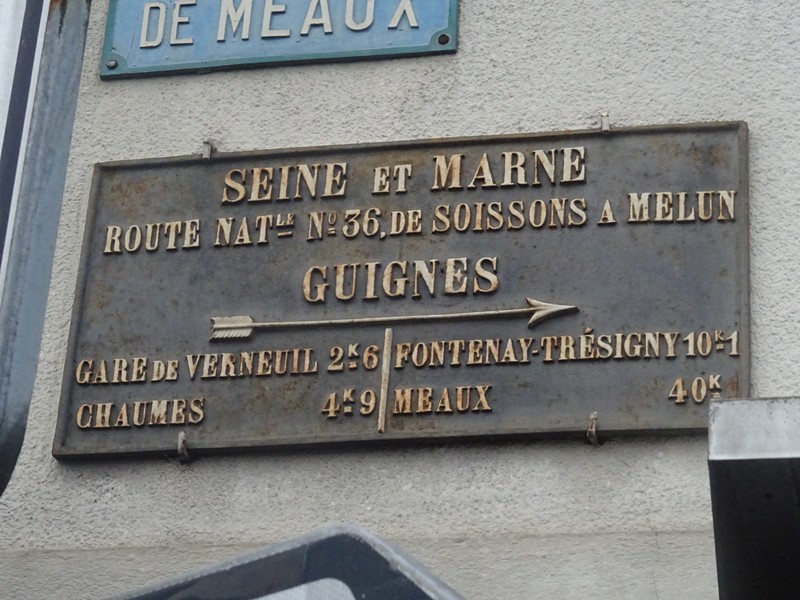 DE MEAUX
SEINE ET MARNE
ROUTE NATLE NO 36, DE SOISSONS A MELUN
GUIGNES
GARE DE VERNEUIL 2K6 FONTENAY-TRÉSIGNY 10K1
CHAUMES 4K9 MEAUX 40K